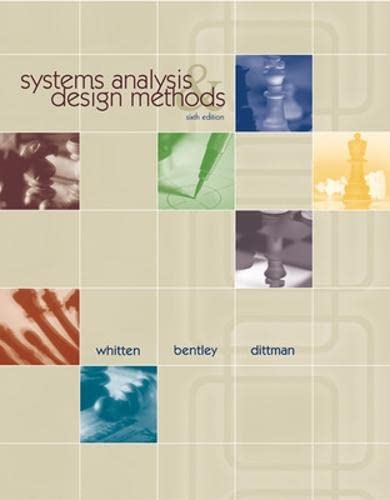 systems analysis &
design methods
sixth edition
whitten bentley dittman